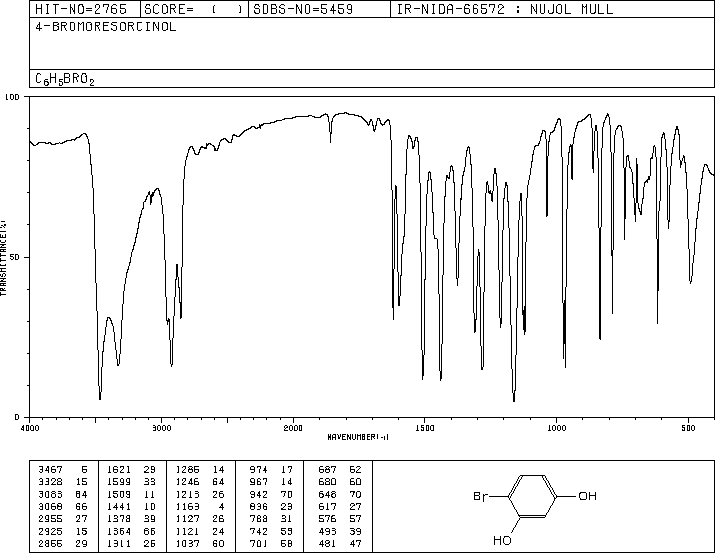 HIT-NO=2765 SCORE= ( ) SDBS-NO=5459 IR-NIDA-66572 : NUJOL MULL
4-BROMORESORCINOL
C6H5BRO2
100
50
0
TRANSMITTANCE(%)
4000 3000 2000 1500 1000 500
WAVENUMBER(-1)
3467 5 1621 29 1286 14 974 17 687 62
3328 15 1599 33 1246 64 967 14 680 60
3083 64 1509 11 1213 26 942 70 648 70
3068 66 1441 10 1163 4 836 23 617 27
2955 27 1378 39 1127 26 788 31 576 57
2925 15 1364 66 1121 24 742 53 493 39
2855 29 1311 25 1037 60 701 58 481 47
Br
OH
HO